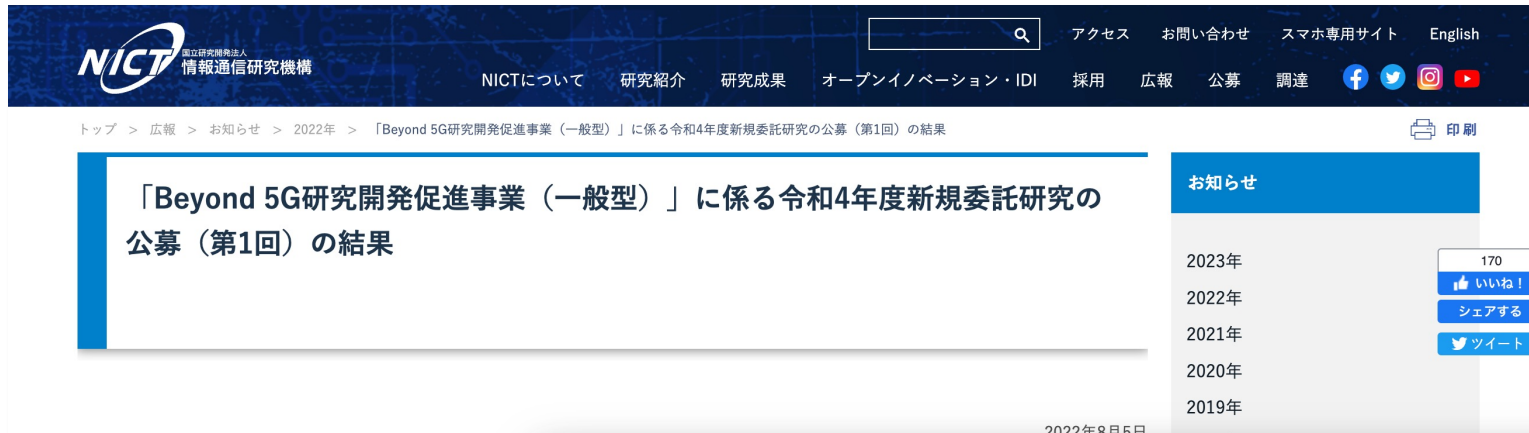 アクセス お問い合わせ スマホ専用サイト English
NICT 国立研究開発法人 情報通信研究機構
NICTについて 研究紹介 研究成果 オープンイノベーション・IDI 採用 広報 公募 調達
トップ > 広報 > お知らせ > 2022年 > 「Beyond 5G研究開発促進事業（一般型）」に係る令和4年度新規委託研究の公募（第1回）の結果
印刷
「Beyond 5G研究開発促進事業（一般型）」に係る令和4年度新規委託研究の
公募（第1回）の結果
2022年8月5日
お知らせ
2023年
2022年
2021年
2020年
2019年
170
いいね！
シェアする
ツイート